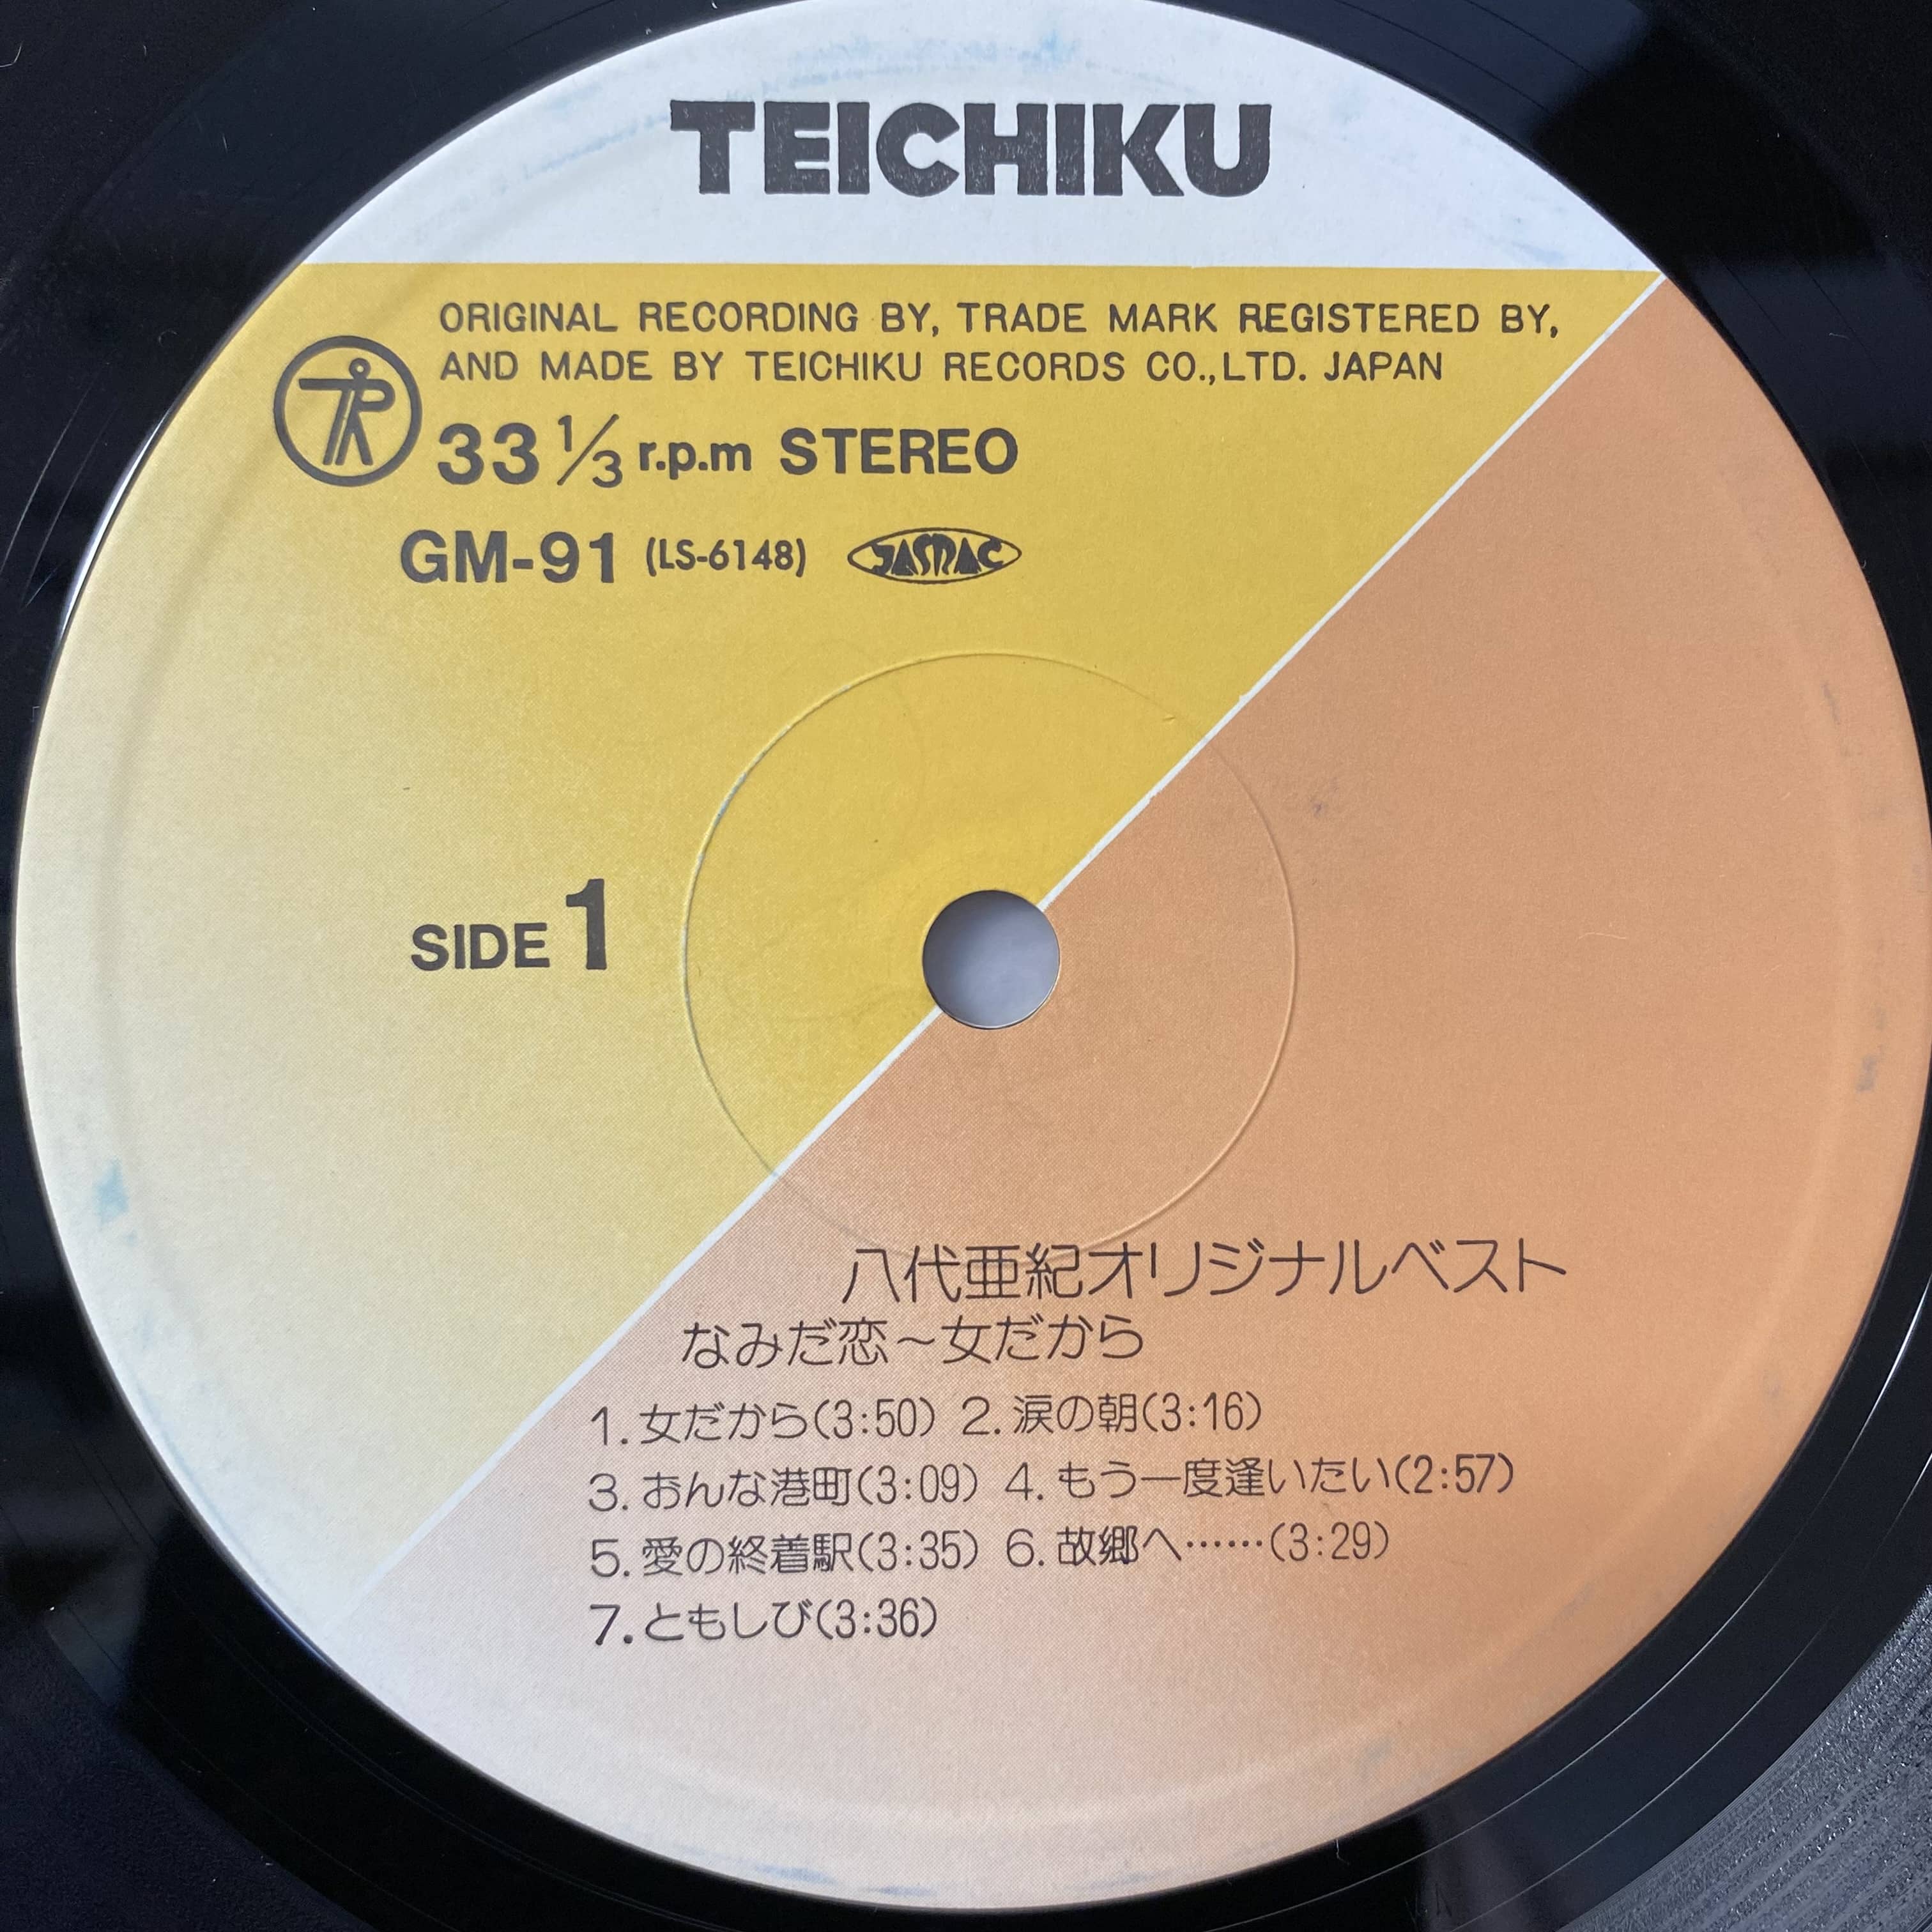 TEICHIKU
ORIGINAL RECORDING BY, TRADE MARK REGISTERED BY,
AND MADE BY TEICHIKU RECORDS CO.,LTD. JAPAN
33 1/3 r.p.m STEREO
GM-91 (LS-6148) JASRAC
SIDE 1
八代亜紀オリジナルベスト
なみだ恋～女だから
1. 女だから(3:50) 2. 涙の朝(3:16)
3. おんな港町(3:09) 4. もう一度逢いたい(2:57)
5. 愛の終着駅(3:35) 6. 故郷へ……(3:29)
7. ともしび(3:36)